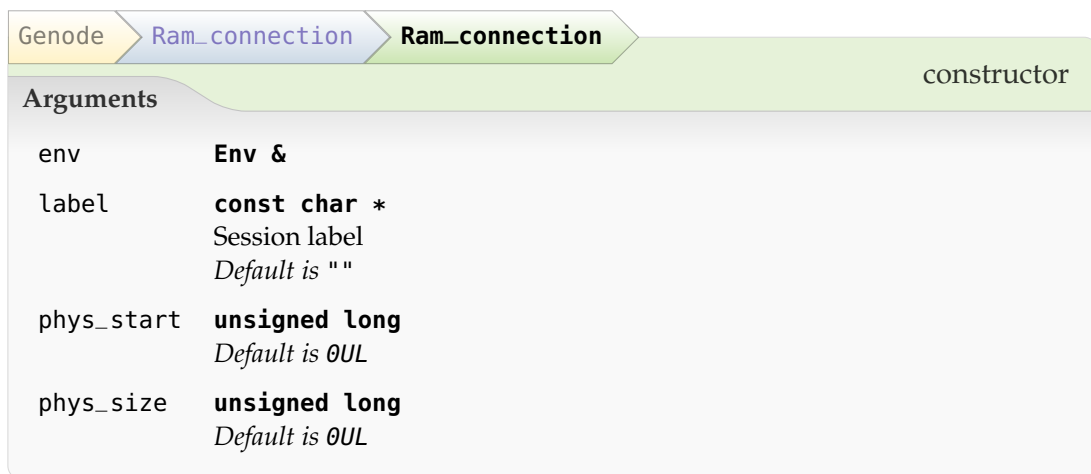 Genode Ram_connection Ram_connection
constructor
Arguments
env Env &
label const char *
Session label
Default is ""
phys_start unsigned long
Default is 0UL
phys_size unsigned long
Default is 0UL